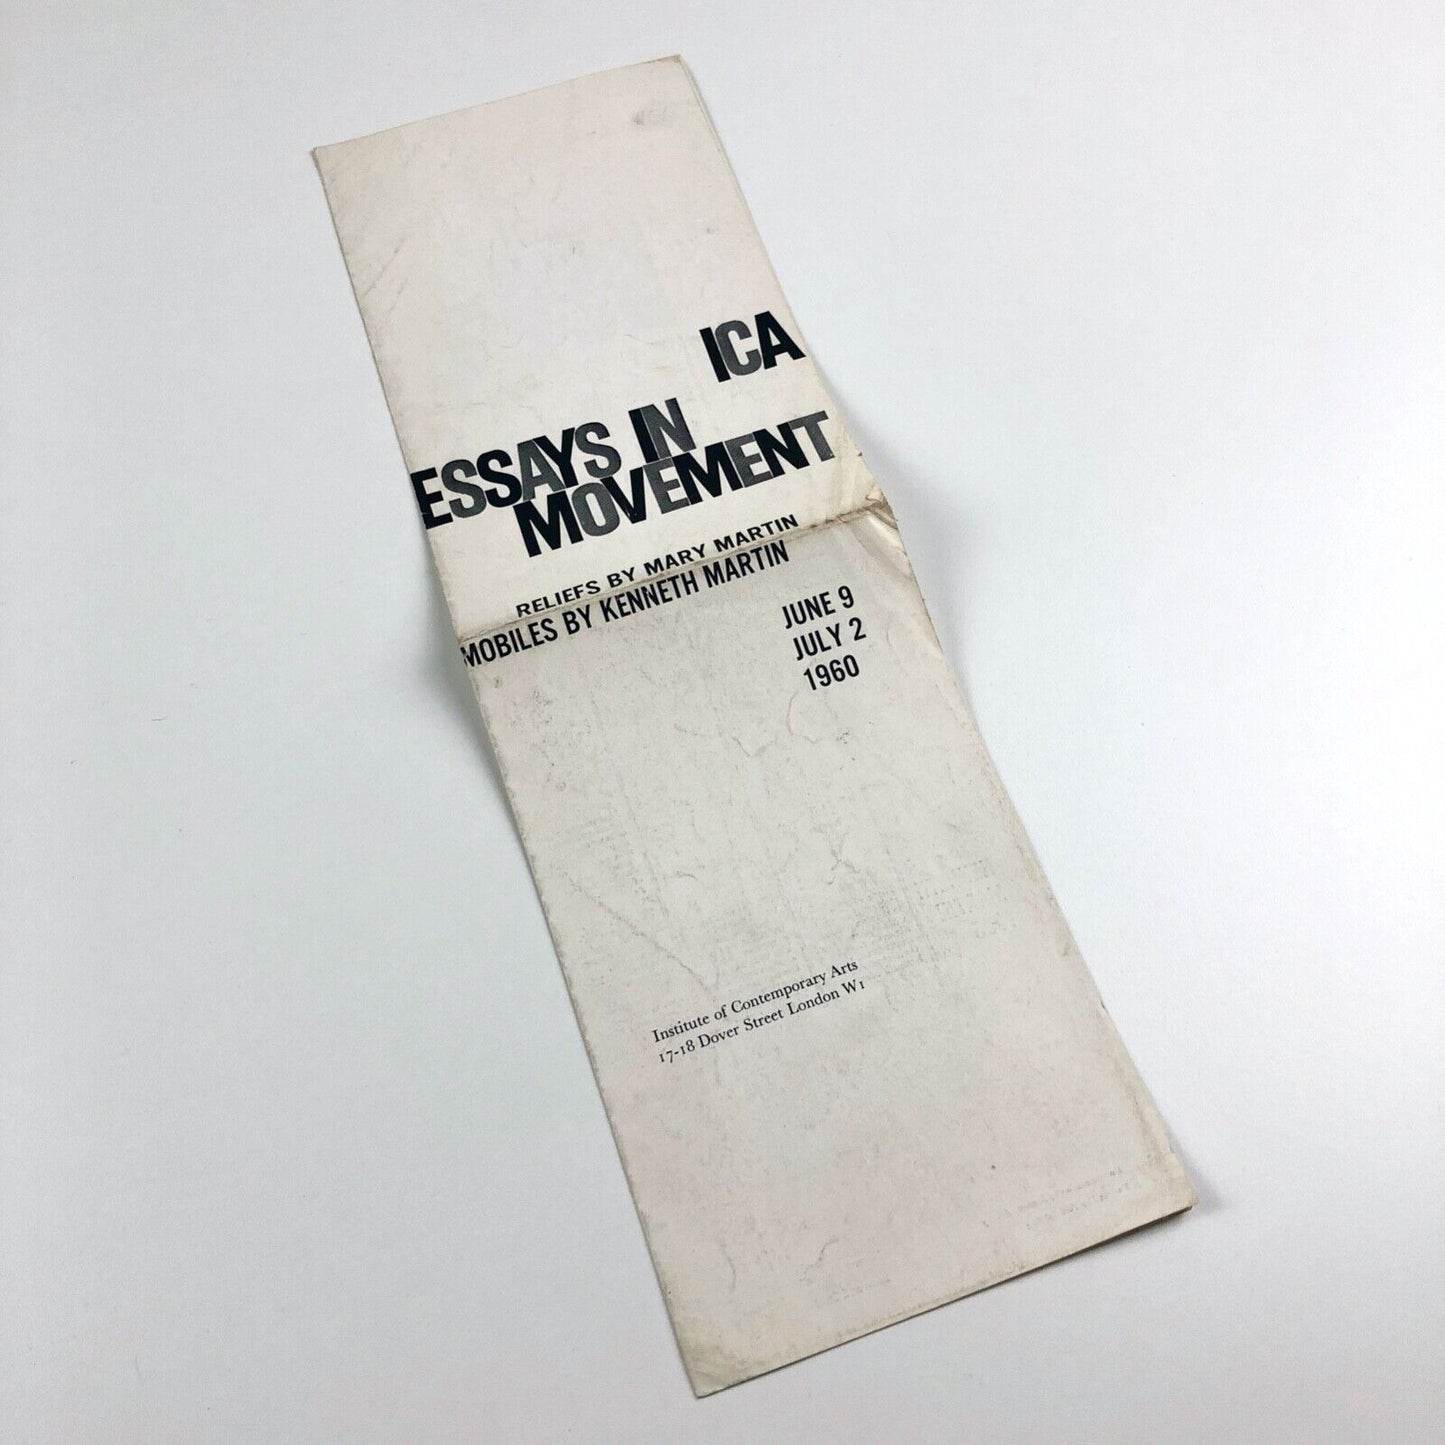 ICA
ESSAYS IN
MOVEMENT
RELIEFS BY MARY MARTIN
MOBILES BY KENNETH MARTIN
JUNE 9
JULY 2
1960
Institute of Contemporary Arts
17-18 Dover Street London W1